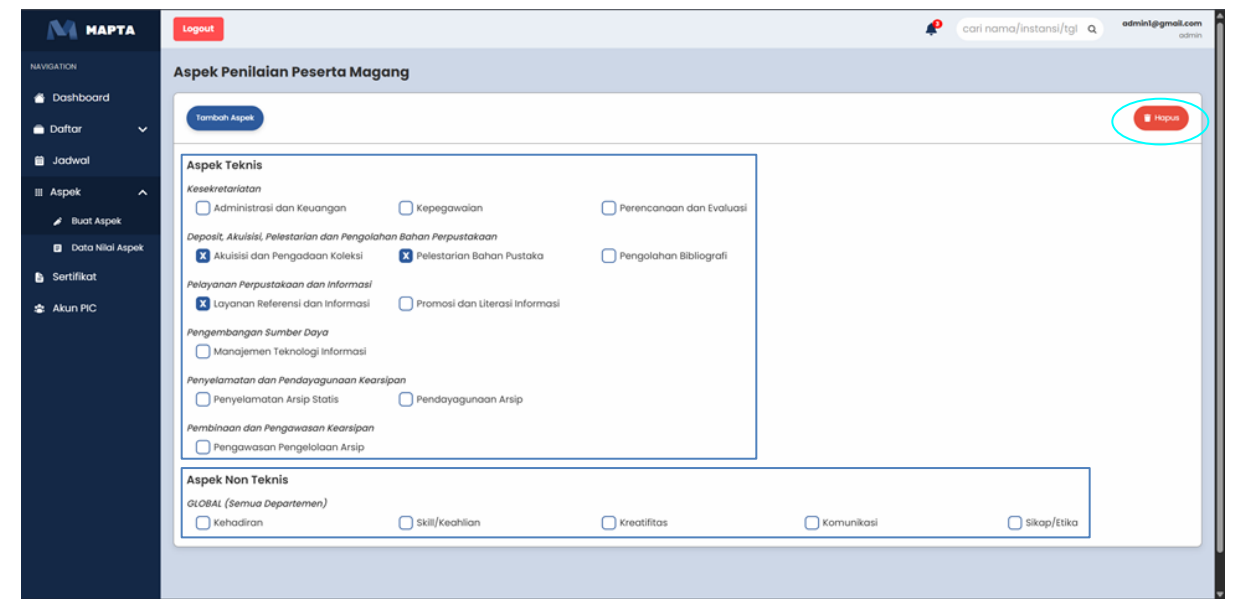 MAPTA
Logout
3
cari nama/instansi/tgl
admin1@gmail.com
admin
NAVIGATION
Dashboard
Daftar
Jadwal
Aspek
Buat Aspek
Data Nilai Aspek
Sertifikat
Akun PIC
Aspek Penilaian Peserta Magang
Tambah Aspek
Hapus
Aspek Teknis
Kesekretariatan
Administrasi dan Keuangan Kepegawaian Perencanaan dan Evaluasi
Deposit, Akuisisi, Pelestarian dan Pengolahan Bahan Perpustakaan
X Akuisisi dan Pengadaan Koleksi X Pelestarian Bahan Pustaka Pengolahan Bibliografi
Pelayanan Perpustakaan dan Informasi
X Layanan Referensi dan Informasi Promosi dan Literasi Informasi
Pengembangan Sumber Daya
Manajemen Teknologi Informasi
Penyelamatan dan Pendayagunaan Kearsipan
Penyelamatan Arsip Statis Pendayagunaan Arsip
Pembinaan dan Pengawasan Kearsipan
Pengawasan Pengelolaan Arsip
Aspek Non Teknis
GLOBAL (Semua Departemen)
Kehadiran Skill/Keahlian Kreatifitas Komunikasi Sikap/Etika